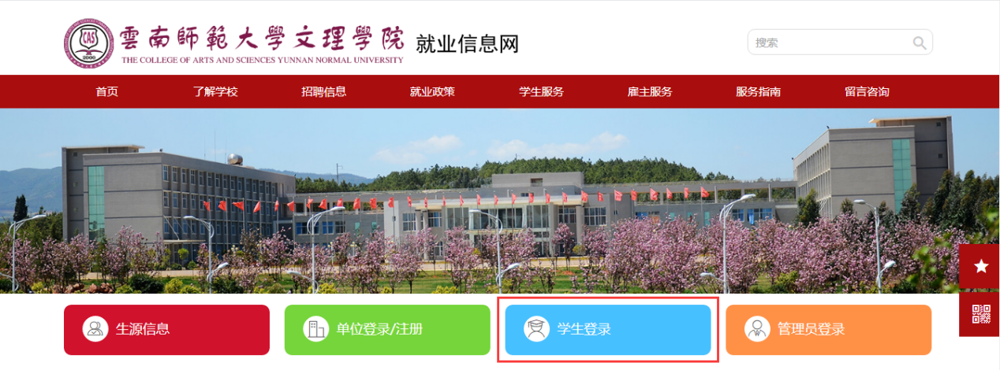 雲南師範大學文理學院
THE COLLEGE OF ARTS AND SCIENCES YUNNAN NORMAL UNIVERSITY
CAS
2000
就业信息网
搜索
首页 了解学校 招聘信息 就业政策 学生服务 雇主服务 服务指南 留言咨询
生源信息 单位登录/注册 学生登录 管理员登录